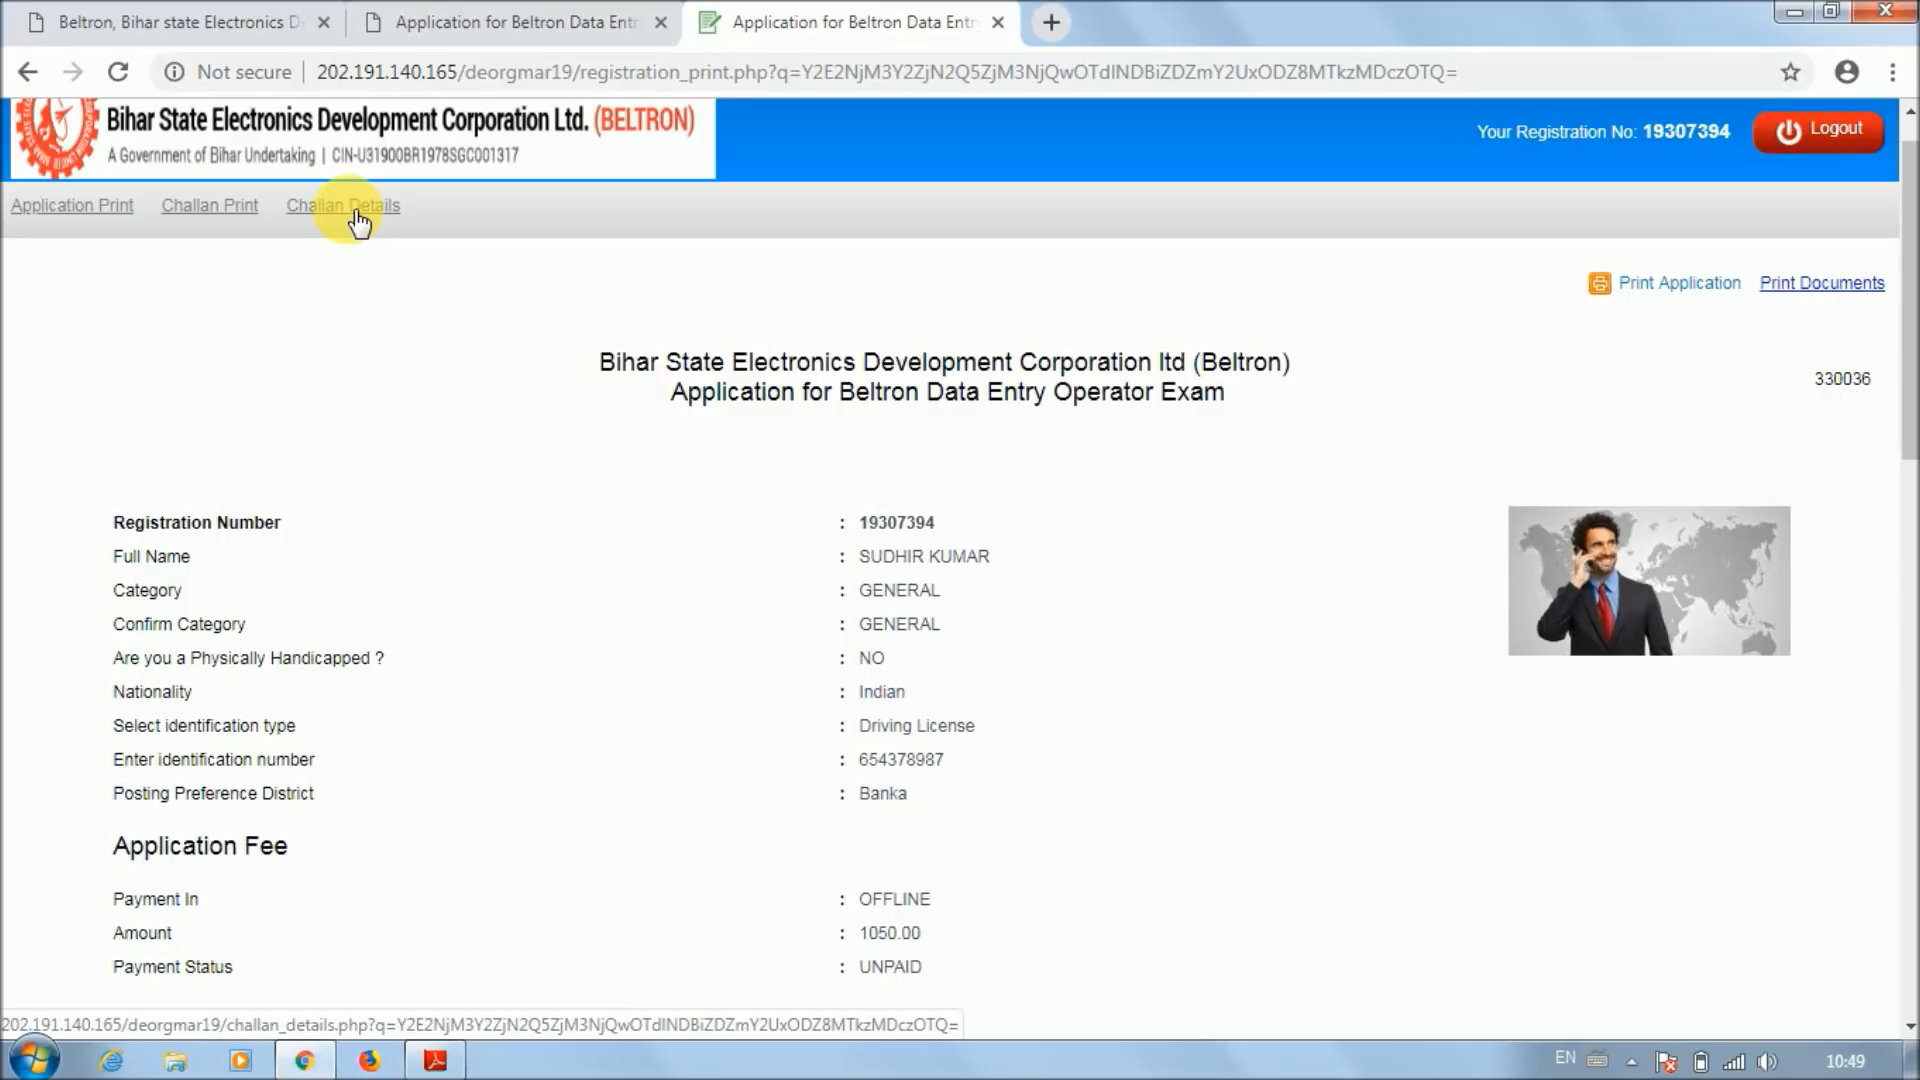 Beltron, Bihar state Electronics D
Application for Beltron Data Entr
Application for Beltron Data Entr
Not secure
202.191.140.165/deorgmar19/registration_print.php?q=Y2E2NjM3Y2ZjN2Q5ZjM3NjQwOTdlNDBiZDZmY2UxODZ8MTkzMDczOTQ=
Bihar State Electronics Development Corporation Ltd. (BELTRON)
A Government of Bihar Undertaking | CIN-U31900BR1978SGC001317
Your Registration No: 19307394
Logout
Application Print
Challan Print
Challan Details
Print Application
Print Documents
Bihar State Electronics Development Corporation ltd (Beltron)
Application for Beltron Data Entry Operator Exam
330036
Registration Number : 19307394
Full Name : SUDHIR KUMAR
Category : GENERAL
Confirm Category : GENERAL
Are you a Physically Handicapped ? : NO
Nationality : Indian
Select identification type : Driving License
Enter identification number : 654378987
Posting Preference District : Banka
Application Fee
Payment In : OFFLINE
Amount : 1050.00
Payment Status : UNPAID
202.191.140.165/deorgmar19/challan_details.php?q=Y2E2NjM3Y2ZjN2Q5ZjM3NjQwOTdlNDBiZDZmY2UxODZ8MTkzMDczOTQ=
EN
10:49